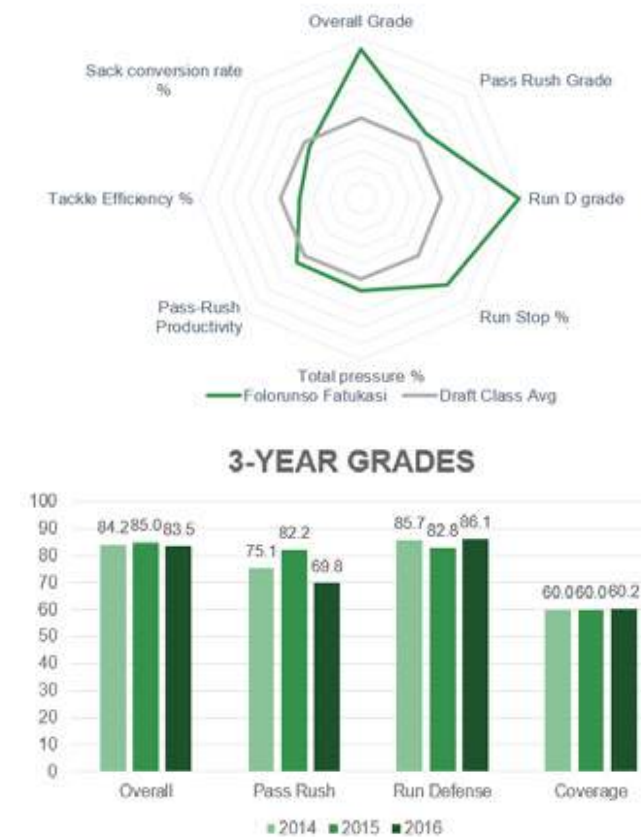 Overall Grade
Sack conversion rate
%
Pass Rush Grade
Tackle Efficiency %
Run D grade
Pass-Rush
Productivity
Run Stop %
Total pressure %
Folorunso Fatukasi
Draft Class Avg
3-YEAR GRADES
100
90
80
70
60
50
40
30
20
10
0
84.2 85.0 83.5
75.1 82.2 69.8
85.7 82.8 86.1
60.0 60.0 60.2
Overall
Pass Rush
Run Defense
Coverage
2014 2015 2016